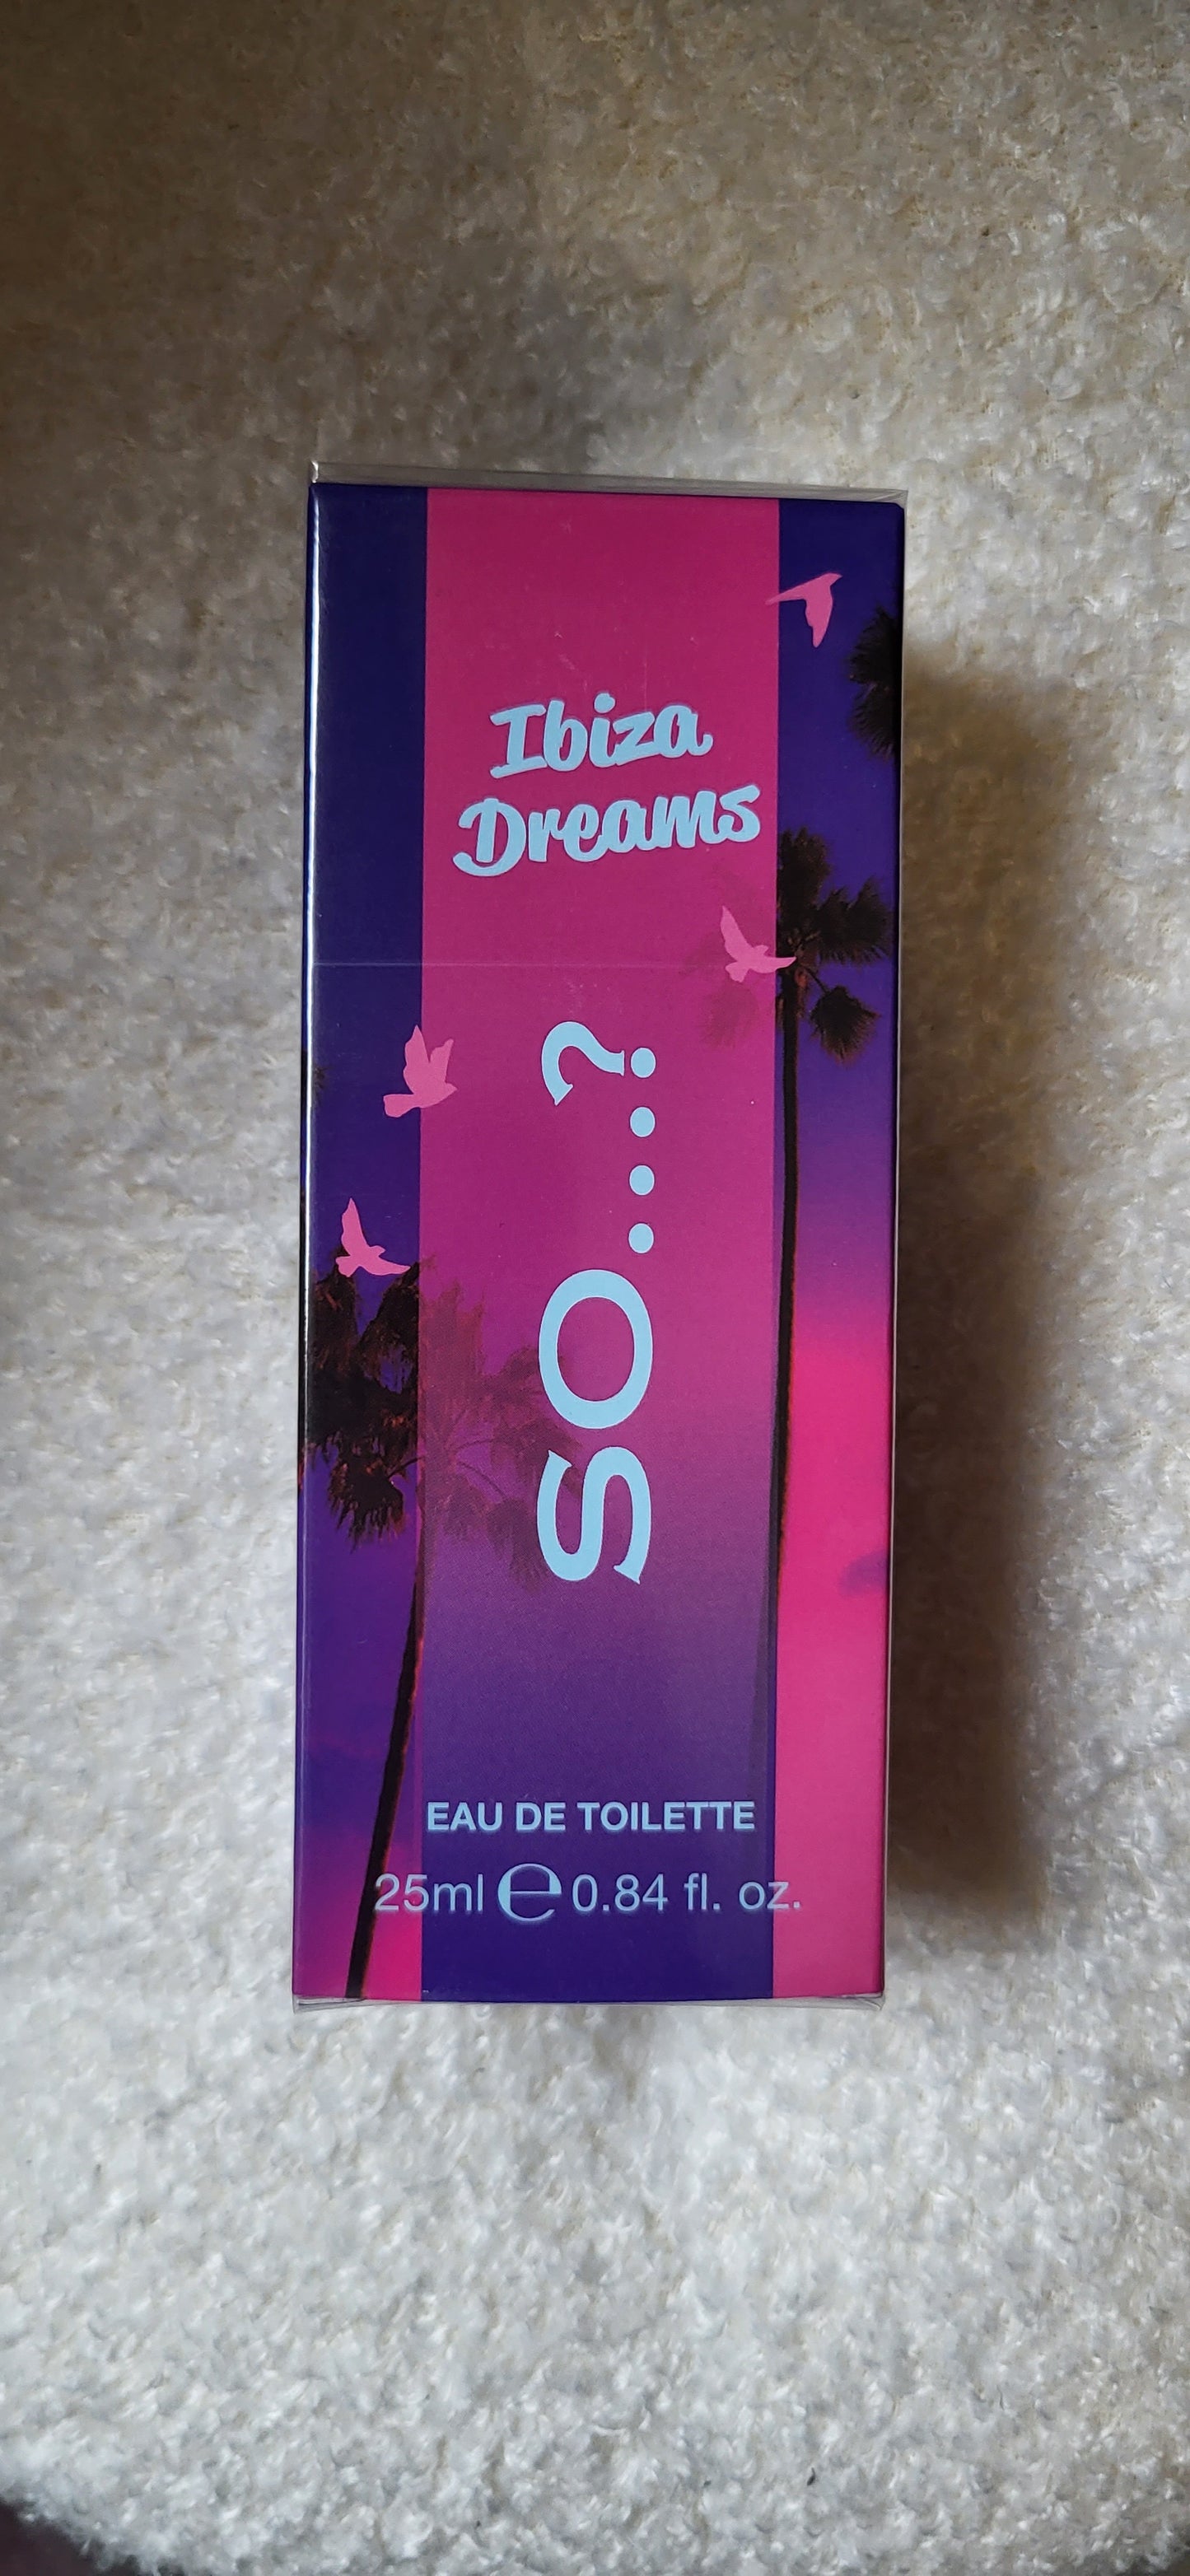 Ibiza
Dreams
SO...?
EAU DE TOILETTE
25ml ℮ 0.84 fl. oz.